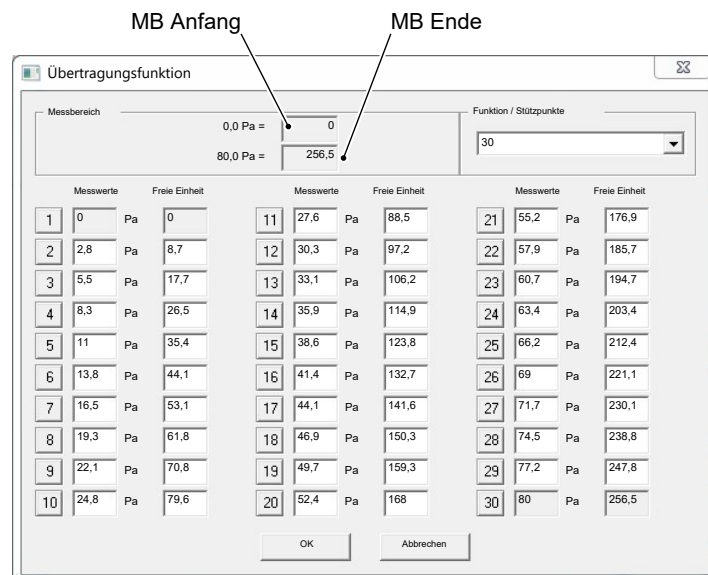 MB Anfang MB Ende
Übertragungsfunktion
Messbereich
Funktion / Stützpunkte
0,0 Pa = 0
30
80,0 Pa = 256,5
Messwerte Freie Einheit Messwerte Freie Einheit Messwerte Freie Einheit
1 0 Pa 0 11 27,6 Pa 88,5 21 55,2 Pa 176,9
2 2,8 Pa 8,7 12 30,3 Pa 97,2 22 57,9 Pa 185,7
3 5,5 Pa 17,7 13 33,1 Pa 106,2 23 60,7 Pa 194,7
4 8,3 Pa 26,5 14 35,9 Pa 114,9 24 63,4 Pa 203,4
5 11 Pa 35,4 15 38,6 Pa 123,8 25 66,2 Pa 212,4
6 13,8 Pa 44,1 16 41,4 Pa 132,7 26 69 Pa 221,1
7 16,5 Pa 53,1 17 44,1 Pa 141,6 27 71,7 Pa 230,1
8 19,3 Pa 61,8 18 46,9 Pa 150,3 28 74,5 Pa 238,8
9 22,1 Pa 70,8 19 49,7 Pa 159,3 29 77,2 Pa 247,8
10 24,8 Pa 79,6 20 52,4 Pa 168 30 80 Pa 256,5
OK Abbrechen